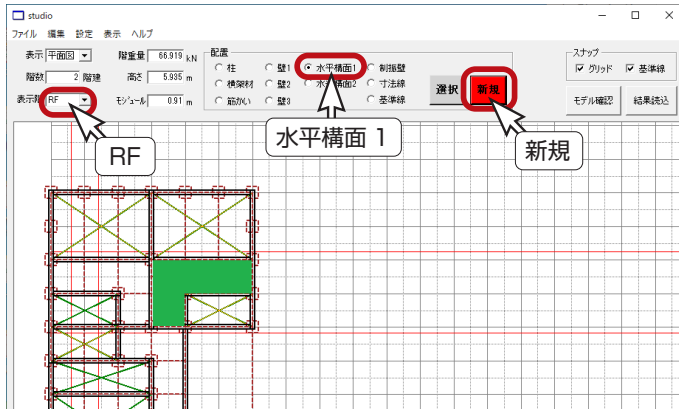 studio
ファイル 編集 設定 表示 ヘルプ
表示 平面図 階重量 66.919 kN 配置 スナップ
柱 壁1 水平構面1 制振壁 グリッド 基準線
階数 2 階建 高さ 5.935 m 横架材 壁2 水平構面2 寸法線 選択 新規
表示階 RF モジュール 0.91 m 筋かい 壁3 基準線 モデル確認 結果読込
RF
水平構面 1
新規